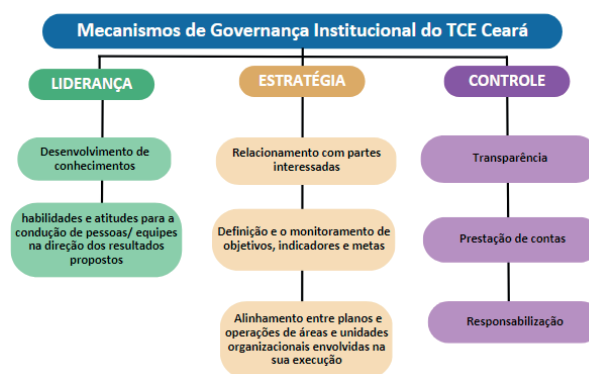 Mecanismos de Governança Institucional do TCE Ceará
LIDERANÇA
ESTRATÉGIA
CONTROLE
Desenvolvimento de
conhecimentos
habilidades e atitudes para a
condução de pessoas/ equipes
na direção dos resultados
propostos
Relacionamento com partes
interessadas
Definição e o monitoramento de
objetivos, indicadores e metas
Alinhamento entre planos e
operações de áreas e unidades
organizacionais envolvidas na
sua execução
Transparência
Prestação de contas
Responsabilização